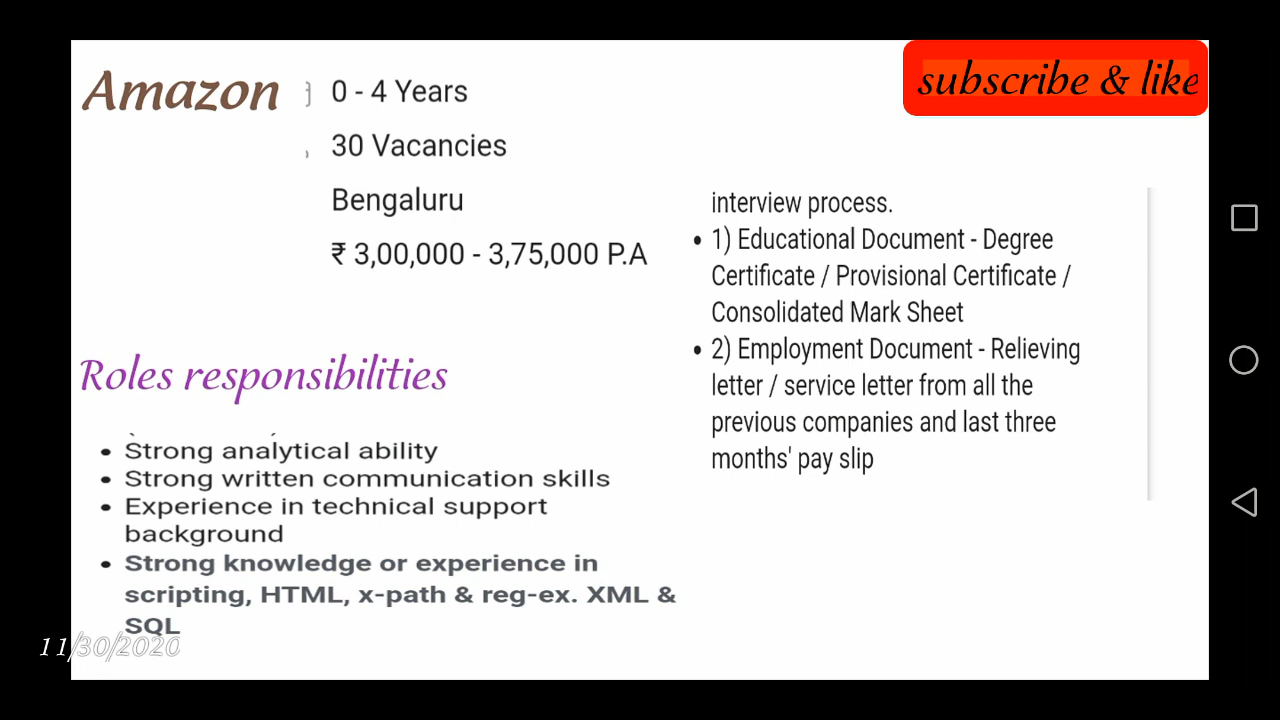 Amazon
0 - 4 Years
30 Vacancies
Bengaluru
₹ 3,00,000 - 3,75,000 P.A
subscribe & like
interview process.
• 1) Educational Document - Degree
Certificate / Provisional Certificate /
Consolidated Mark Sheet
• 2) Employment Document - Relieving
letter / service letter from all the
previous companies and last three
months' pay slip
Roles responsibilities
• Strong analytical ability
• Strong written communication skills
• Experience in technical support
background
• Strong knowledge or experience in
scripting, HTML, x-path & reg-ex. XML &
SQL
11/30/2020